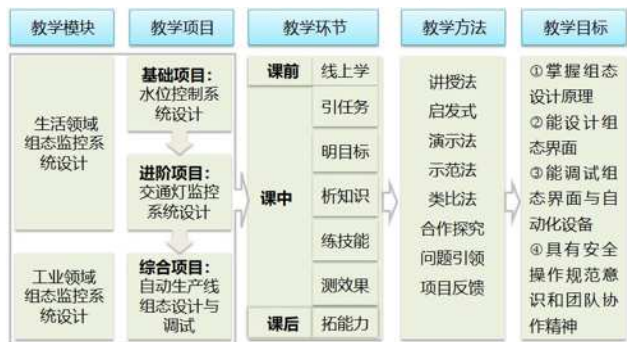 教学模块
教学项目
教学环节
教学方法
教学目标
生活领域
组态监控系
统设计
工业领域
组态监控系
统设计
基础项目：
水位控制系
统设计
进阶项目：
交通灯监控
系统设计
综合项目：
自动生产线
组态设计与
调试
课前
线上学
课中
引任务
明目标
析知识
练技能
测效果
课后
拓能力
讲授法
启发式
演示法
示范法
类比法
合作探究
问题引领
项目反馈
①掌握组态
设计原理
②能设计组
态界面
③能调试组
态界面与自
动化设备
④具有安全
操作规范意
识和团队协
作精神